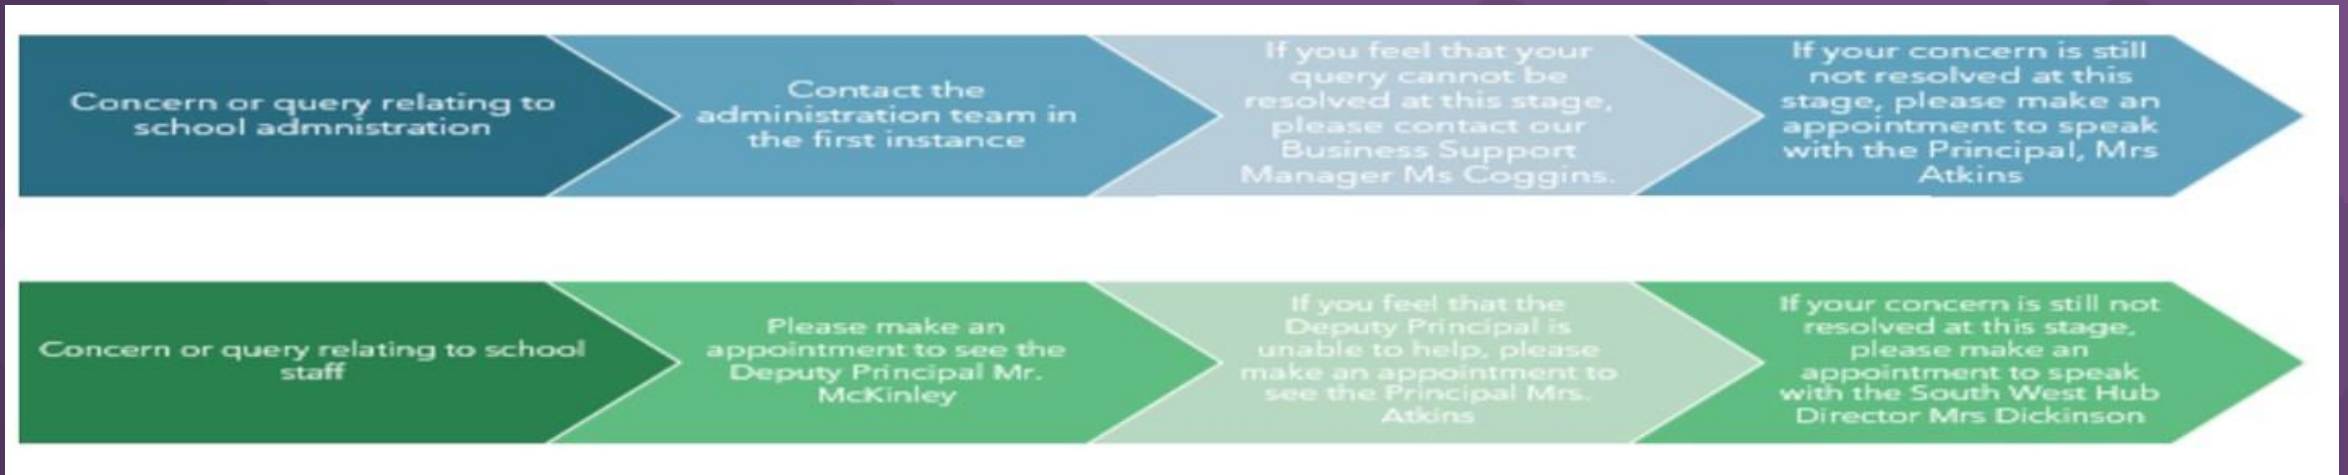 Concern or query relating to
school admnistration
Contact the
administration team in
the first instance
If you feel that your
query cannot be
resolved at this stage,
please contact our
Business Support
Manager Ms Coggins.
If your concern is still
not resolved at this
stage, please make an
appointment to speak
with the Principal, Mrs
Atkins
Concern or query relating to school
staff
Please make an
appointment to see the
Deputy Principal Mr.
McKinley
If you feel that the
Deputy Principal is
unable to help, please
make an appointment to
see the Principal Mrs.
Atkins
If your concern is still not
resolved at this stage,
please make an
appointment to speak
with the South West Hub
Director Mrs Dickinson